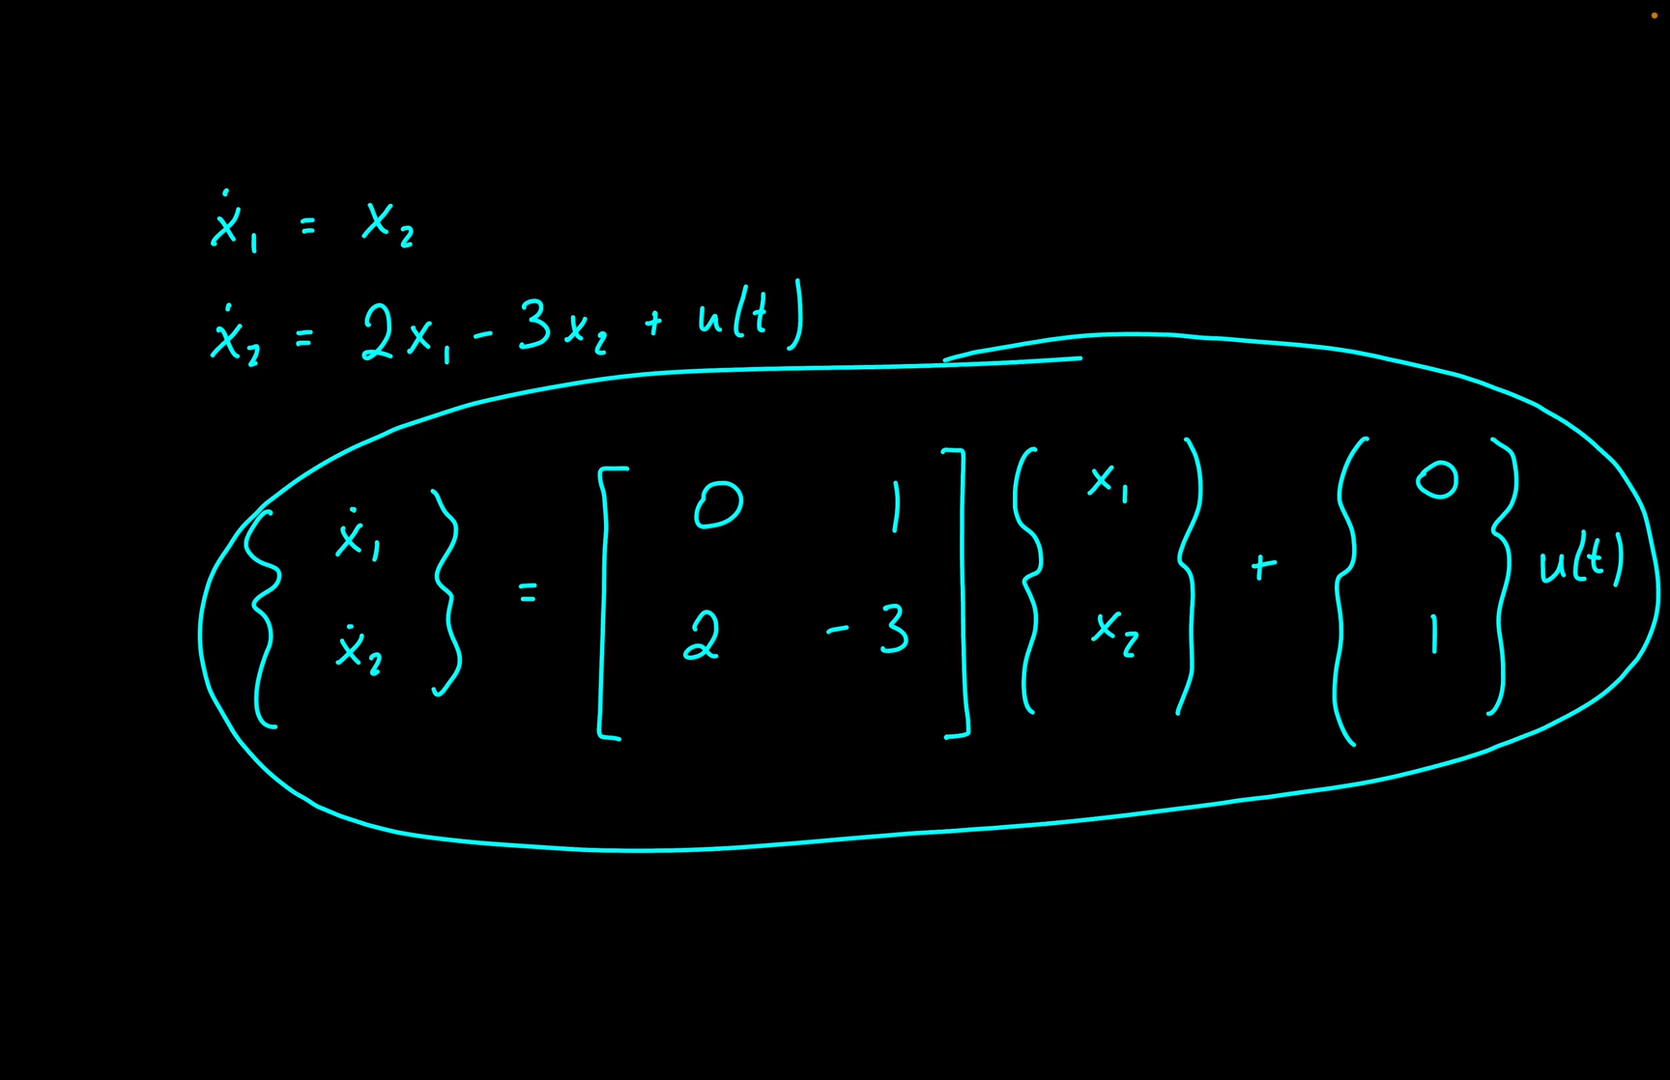 ẋ₁ = x₂
ẋ₂ = 2x₁ - 3x₂ + u(t)
{ẋ₁ ẋ₂} = [0 1; 2 -3] {x₁ x₂} + {0 1} u(t)